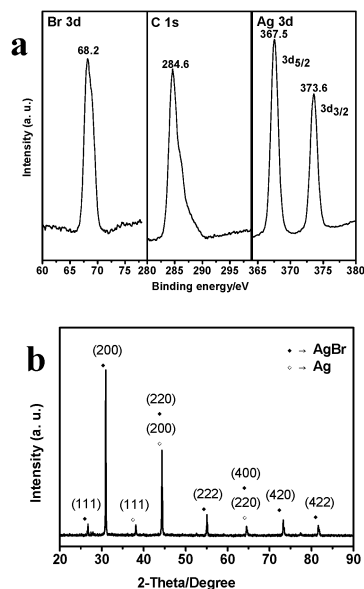 a
Br 3d
C 1s
Ag 3d
68.2
284.6
367.5
3d5/2
373.6
3d3/2
Intensity (a. u.)
60 65 70 75 280 285 290 295 365 370 375 380
Binding energy/eV
b
(200)
◆ → AgBr
◇ → Ag
(220)
(200)
(111)
(111)
(222)
(400)
(220)
(420)
(422)
Intensity (a. u.)
20 30 40 50 60 70 80 90
2-Theta/Degree